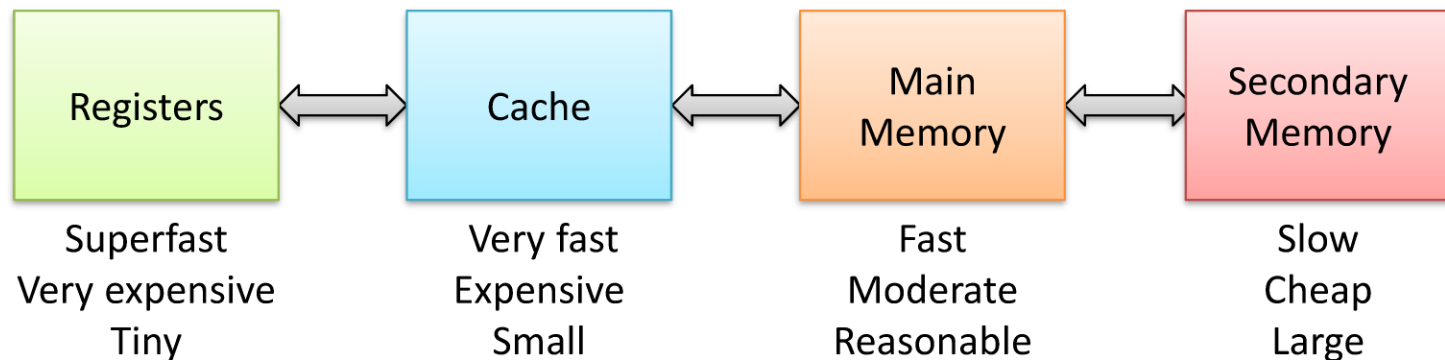 Registers
Cache
Main
Memory
Secondary
Memory
Superfast
Very expensive
Tiny
Very fast
Expensive
Small
Fast
Moderate
Reasonable
Slow
Cheap
Large